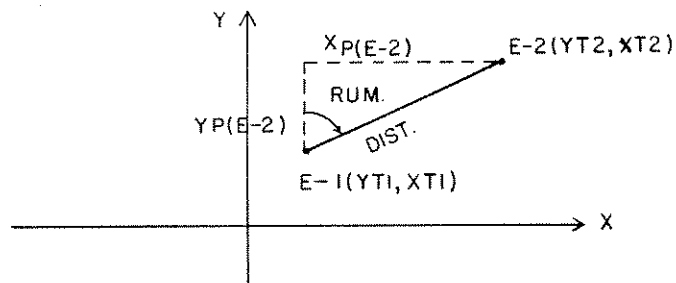 Y
XP(E-2)
E-2(YT2, XT2)
RUM.
YP(E-2)
DIST.
E-1(YT1, XT1)
X